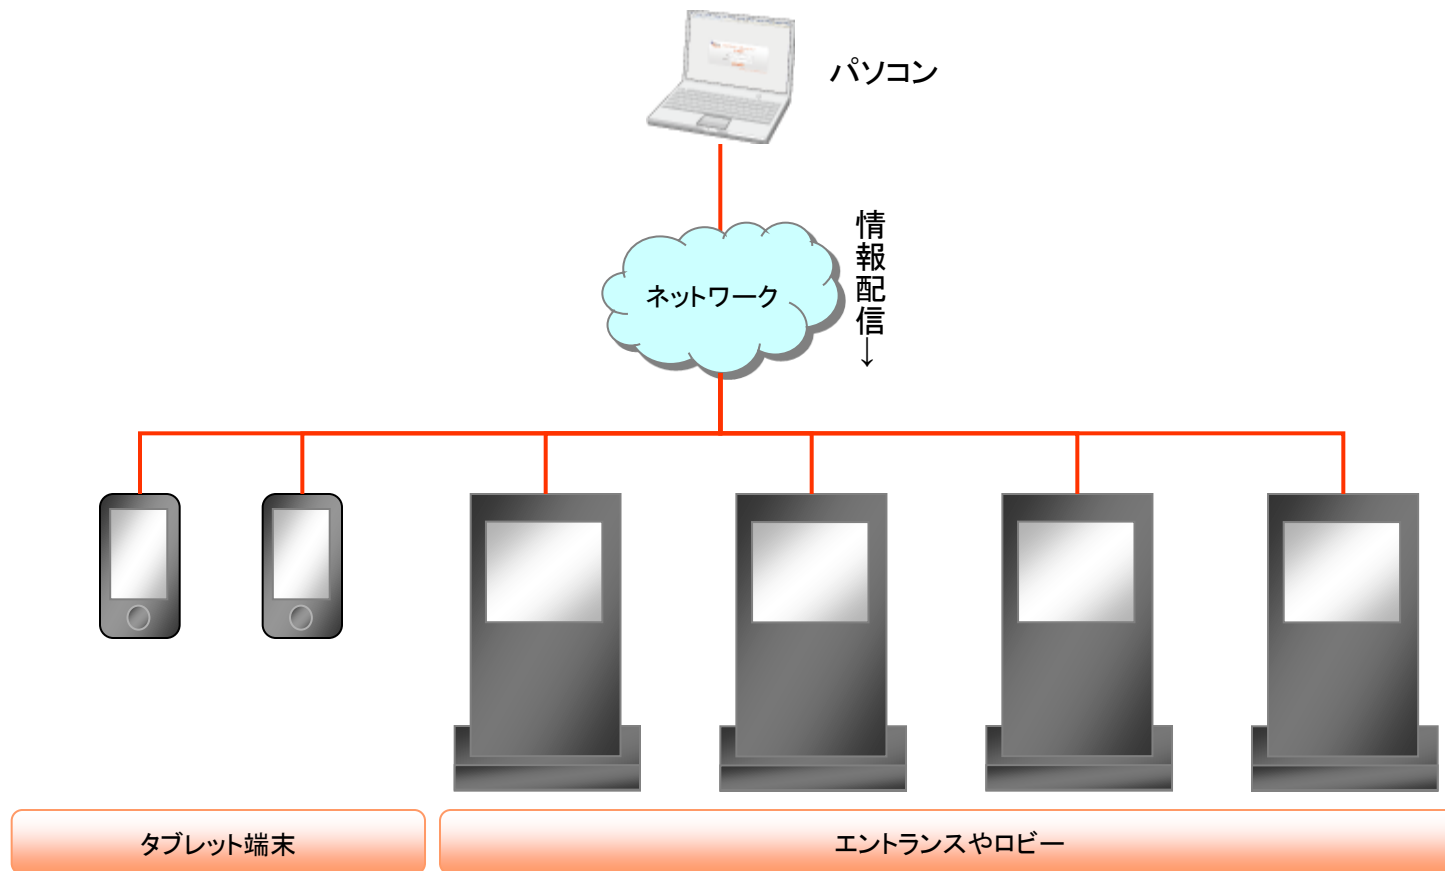 パソコン
情報配信→
ネットワーク
タブレット端末
エントランスやロビー